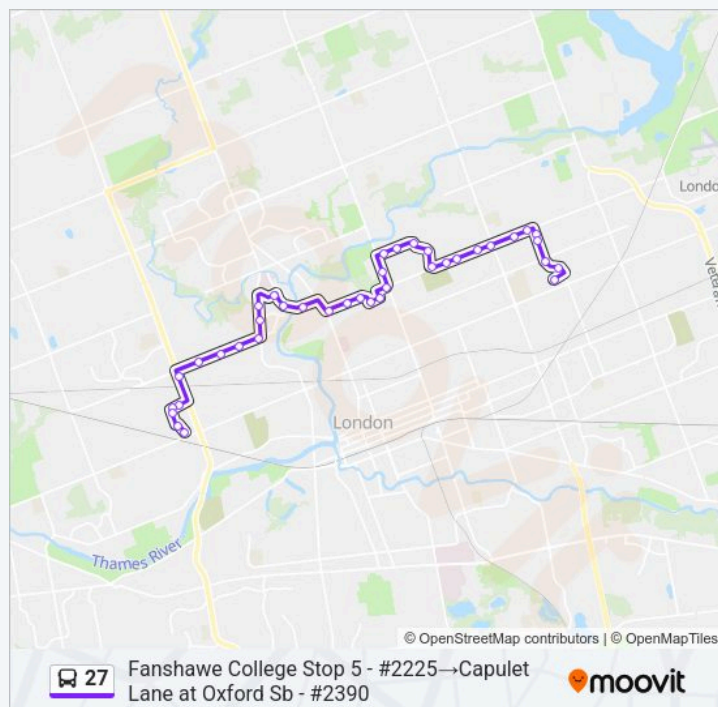 London
Vetera
London
Thames River
© OpenStreetMap contributors | © OpenMapTiles
27
Fanshawe College Stop 5 - #2225→Capulet
Lane at Oxford Sb - #2390
moovit